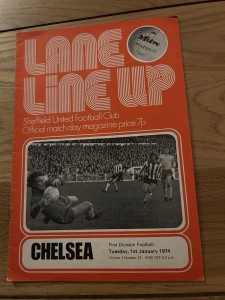 LANE
LINE UP
Sheffield United Football Club
Official match day magazine price 7p
CHELSEA
First Division Football
Tuesday, 1st January 1974